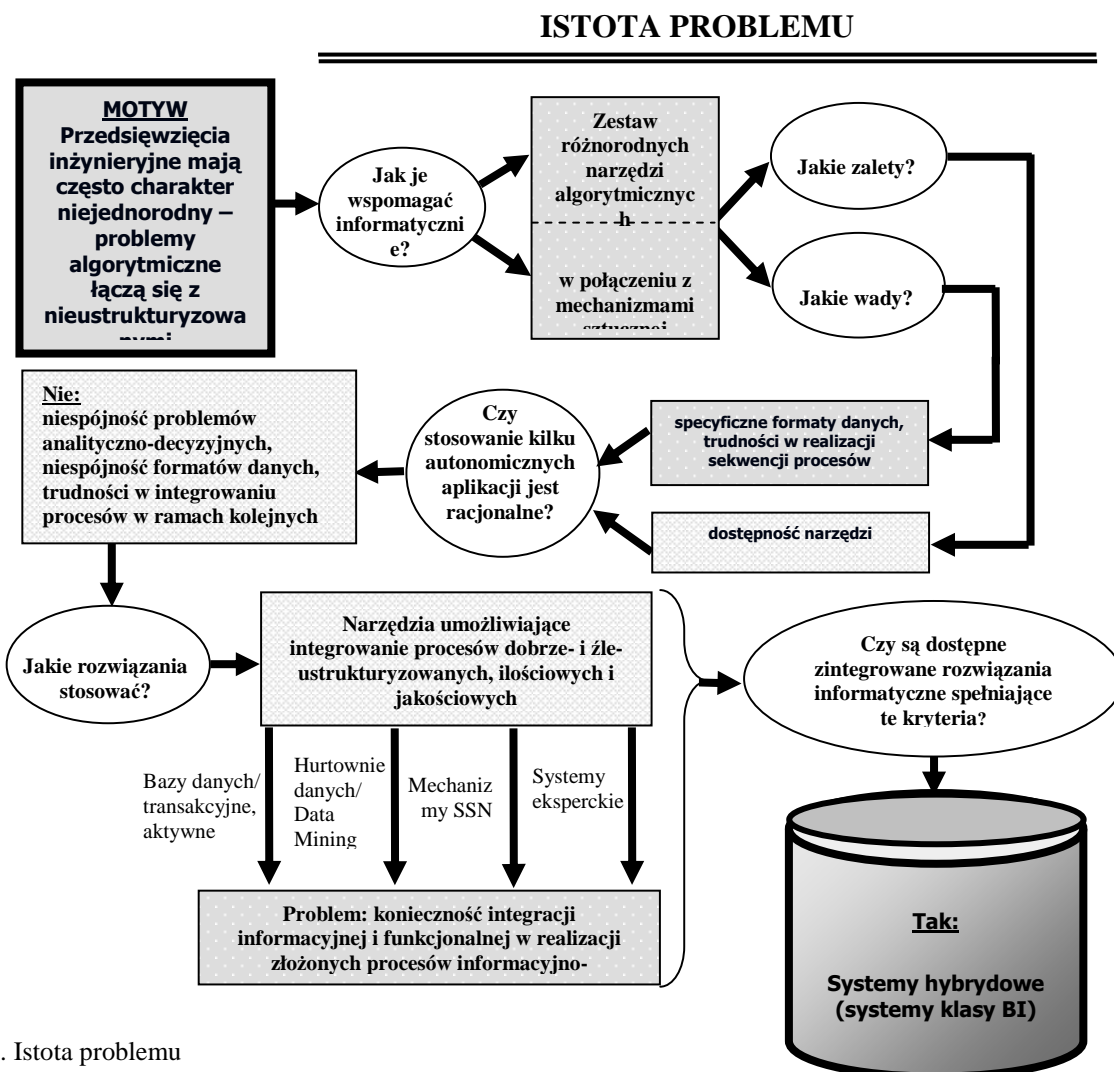 ISTOTA PROBLEMU
MOTYW
Przedsięwzięcia
inżynieryjne mają
często charakter
niejednorodny –
problemy
algorytmiczne
łączą się z
nieustrukturyzowa
Jak je
wspomagać
informatyczni
e?
Zestaw
różnorodnych
narzędzi
algorytmicznyc
h
w połączeniu z
mechanizmami
sztucznej
Jakie zalety?
Jakie wady?
specyficzne formaty danych,
trudności w realizacji
sekwencji procesów
dostępność narzędzi
Czy
stosowanie kilku
autonomicznych
aplikacji jest
racjonalne?
Nie:
niespójność problemów
analityczno-decyzyjnych,
niespójność formatów danych,
trudności w integrowaniu
procesów w ramach kolejnych
Jakie rozwiązania
stosować?
Narzędzia umożliwiające
integrowanie procesów dobrze- i źle-
ustrukturyzowanych, ilościowych i
jakościowych
Bazy danych/
transakcyjne,
aktywne
Hurtownie
danych/
Data
Mining
Mechaniz
my SSN
Systemy
eksperckie
Problem: konieczność integracji
informacyjnej i funkcjonalnej w realizacji
złożonych procesów informacyjno-
Czy są dostępne
zintegrowane rozwiązania
informatyczne spełniające
te kryteria?
Tak:
Systemy hybrydowe
(systemy klasy BI)
. Istota problemu